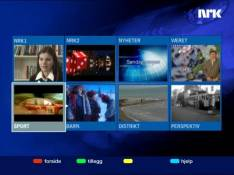 NRK
NRK1 NRK2 NYHETER VÆRET
SPORT BARN DISTRIKT PERSPEKTIV
forside tillegg hjelp